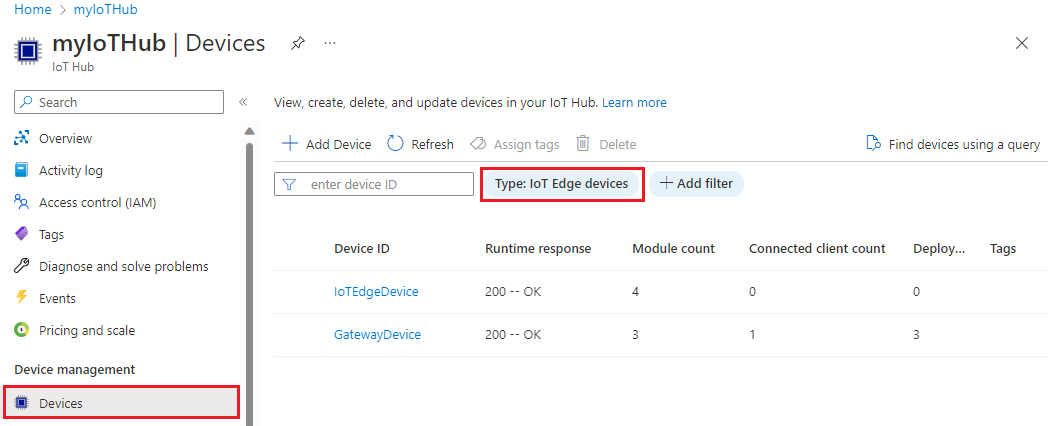 Home > myIoTHub
myIoTHub | Devices
IoT Hub
Search
Overview
Activity log
Access control (IAM)
Tags
Diagnose and solve problems
Events
Pricing and scale
Device management
Devices
View, create, delete, and update devices in your IoT Hub. Learn more
Add Device Refresh Assign tags Delete Find devices using a query
enter device ID Type: IoT Edge devices Add filter
Device ID Runtime response Module count Connected client count Deploy... Tags
IoTEdgeDevice 200 -- OK 4 0 0
GatewayDevice 200 -- OK 3 1 3